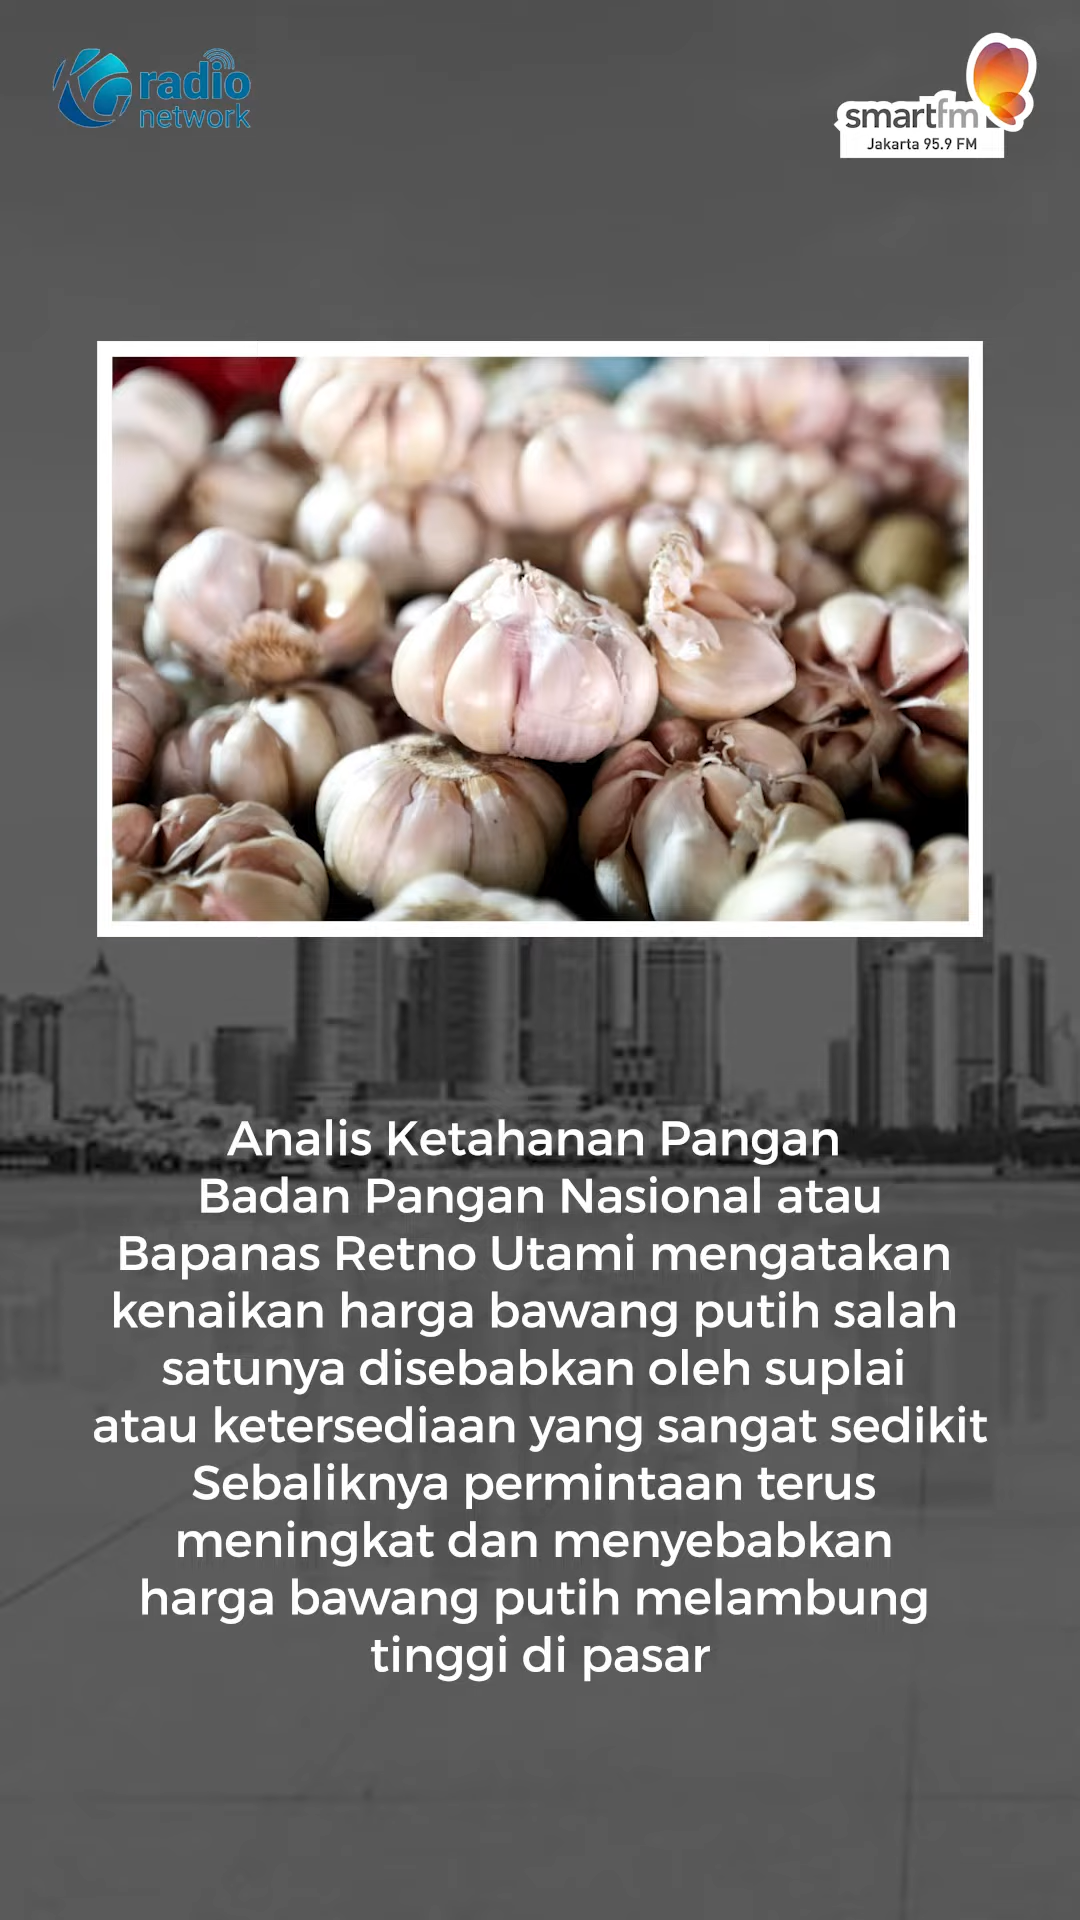 radio
network
smartfm
Jakarta 95.9 FM
Analis Ketahanan Pangan
Badan Pangan Nasional atau
Bapanas Retno Utami mengatakan
kenaikan harga bawang putih salah
satunya disebabkan oleh suplai
atau ketersediaan yang sangat sedikit
Sebaliknya permintaan terus
meningkat dan menyebabkan
harga bawang putih melambung
tinggi di pasar